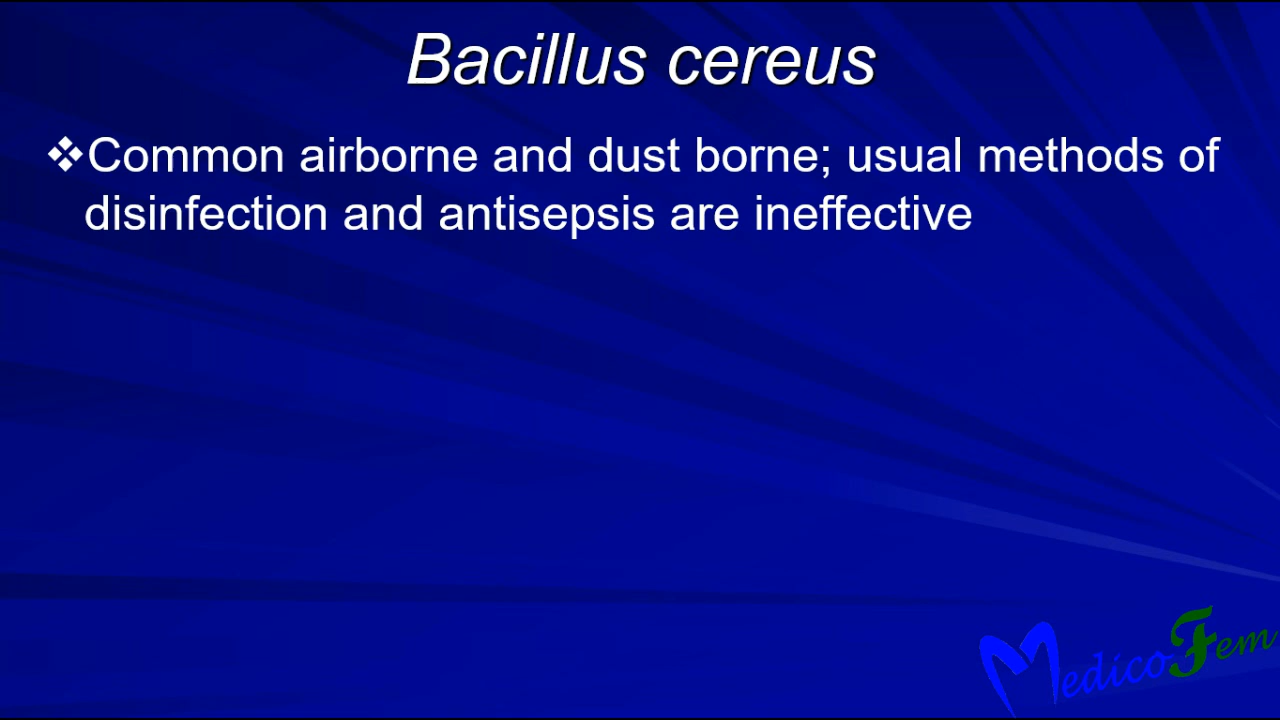 Bacillus cereus
❖Common airborne and dust borne; usual methods of
disinfection and antisepsis are ineffective
MedicoFem